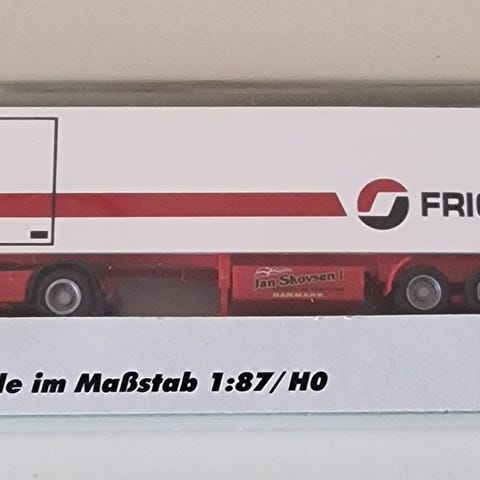 FRIG
Jan Skovsen !
DANMARK
le im Maßstab 1:87/H0